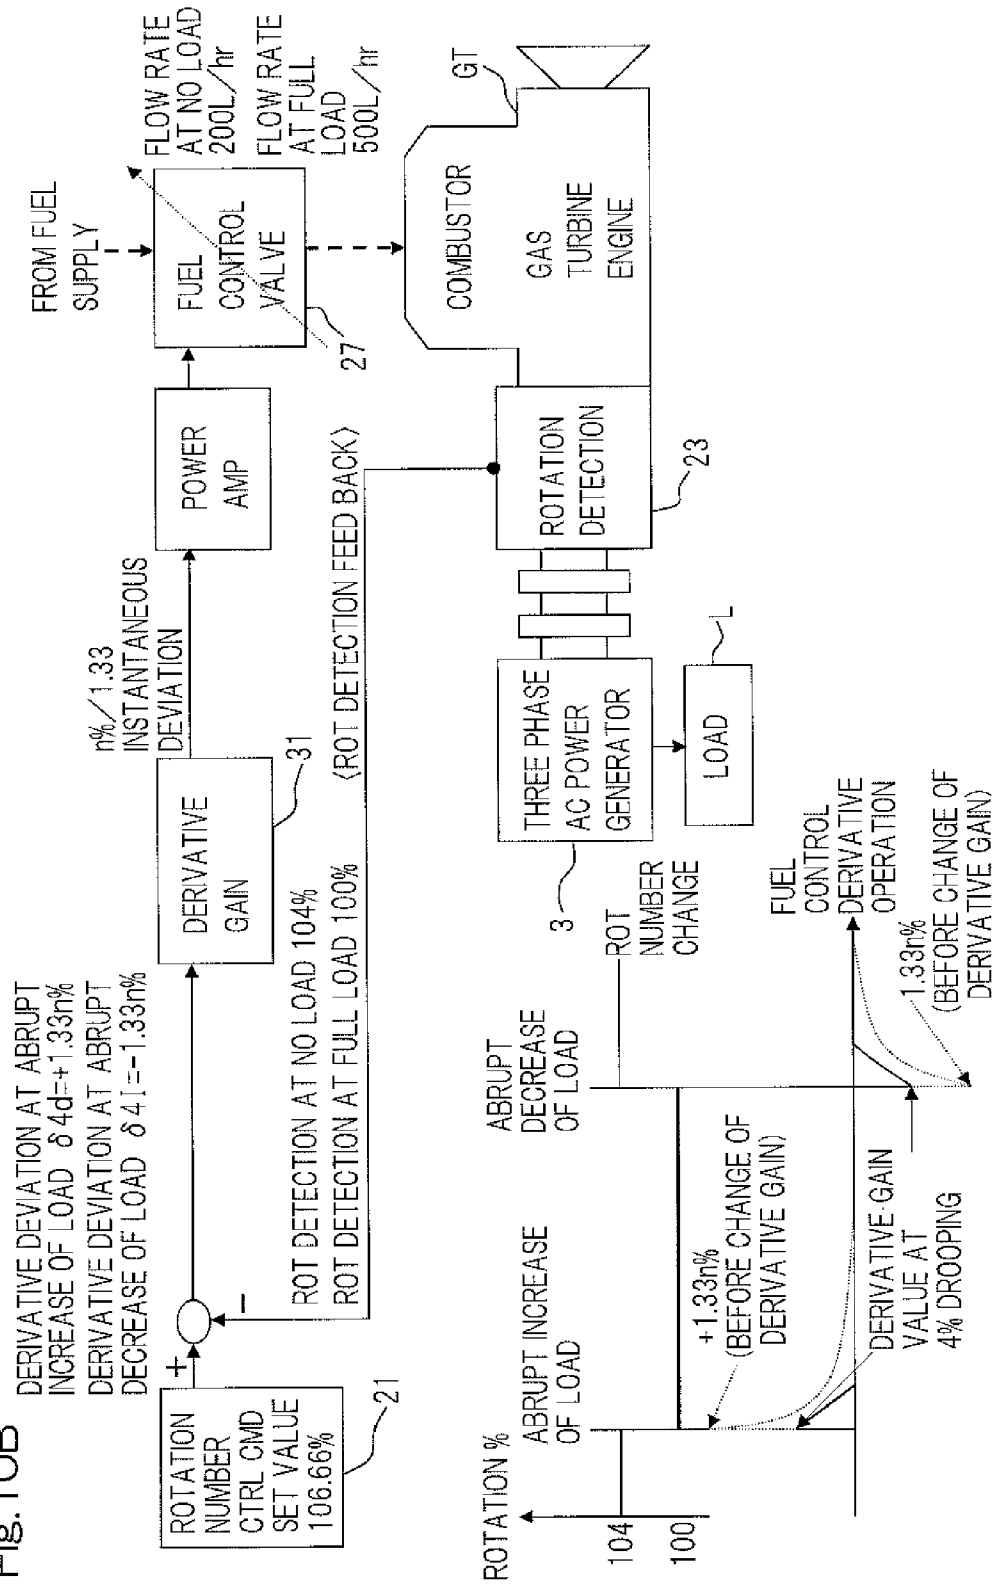 Fig. 10B
DERIVATIVE DEVIATION AT ABRUPT
INCREASE OF LOAD δ4d=+1.33n%
DERIVATIVE DEVIATION AT ABRUPT
DECREASE OF LOAD δ4I=-1.33n%
ROTATION
NUMBER
CTRL CMD
SET VALUE
106.66%
21
+
-
DERIVATIVE
GAIN
31
n%/1.33
INSTANTANEOUS
DEVIATION
POWER
AMP
FROM FUEL
SUPPLY
FUEL
CONTROL
VALVE
27
FLOW RATE
AT NO LOAD
200L/hr
FLOW RATE
AT FULL
LOAD
500L/hr
ROT DETECTION AT NO LOAD 104%
ROT DETECTION AT FULL LOAD 100%
<ROT DETECTION FEED BACK>
COMBUSTOR
GAS
TURBINE
ENGINE
GT
ROTATION
DETECTION
23
THREE PHASE
AC POWER
GENERATOR
3
LOAD
L
ROTATION %
104
100
ABRUPT INCREASE
OF LOAD
ABRUPT
DECREASE
OF LOAD
ROT
NUMBER
CHANGE
+1.33n%
(BEFORE CHANGE OF
DERIVATIVE GAIN)
DERIVATIVE-GAIN
VALUE AT
4% DROOPING
FUEL
CONTROL
DERIVATIVE
OPERATION
1.33n%
(BEFORE CHANGE OF
DERIVATIVE GAIN)